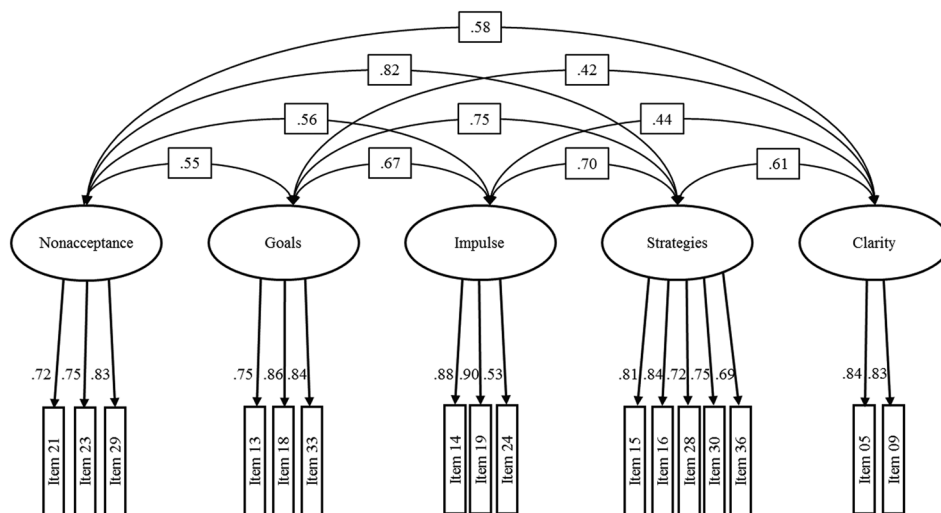 .58
.82
.42
.56
.75
.44
.55
.67
.70
.61
Nonacceptance
Goals
Impulse
Strategies
Clarity
.72
.75
.83
.75
.86
.84
.88
.90
.53
.81
.84
.72
.75
.69
.84
.83
Item 21
Item 23
Item 29
Item 13
Item 18
Item 33
Item 14
Item 19
Item 24
Item 15
Item 16
Item 28
Item 30
Item 36
Item 05
Item 09